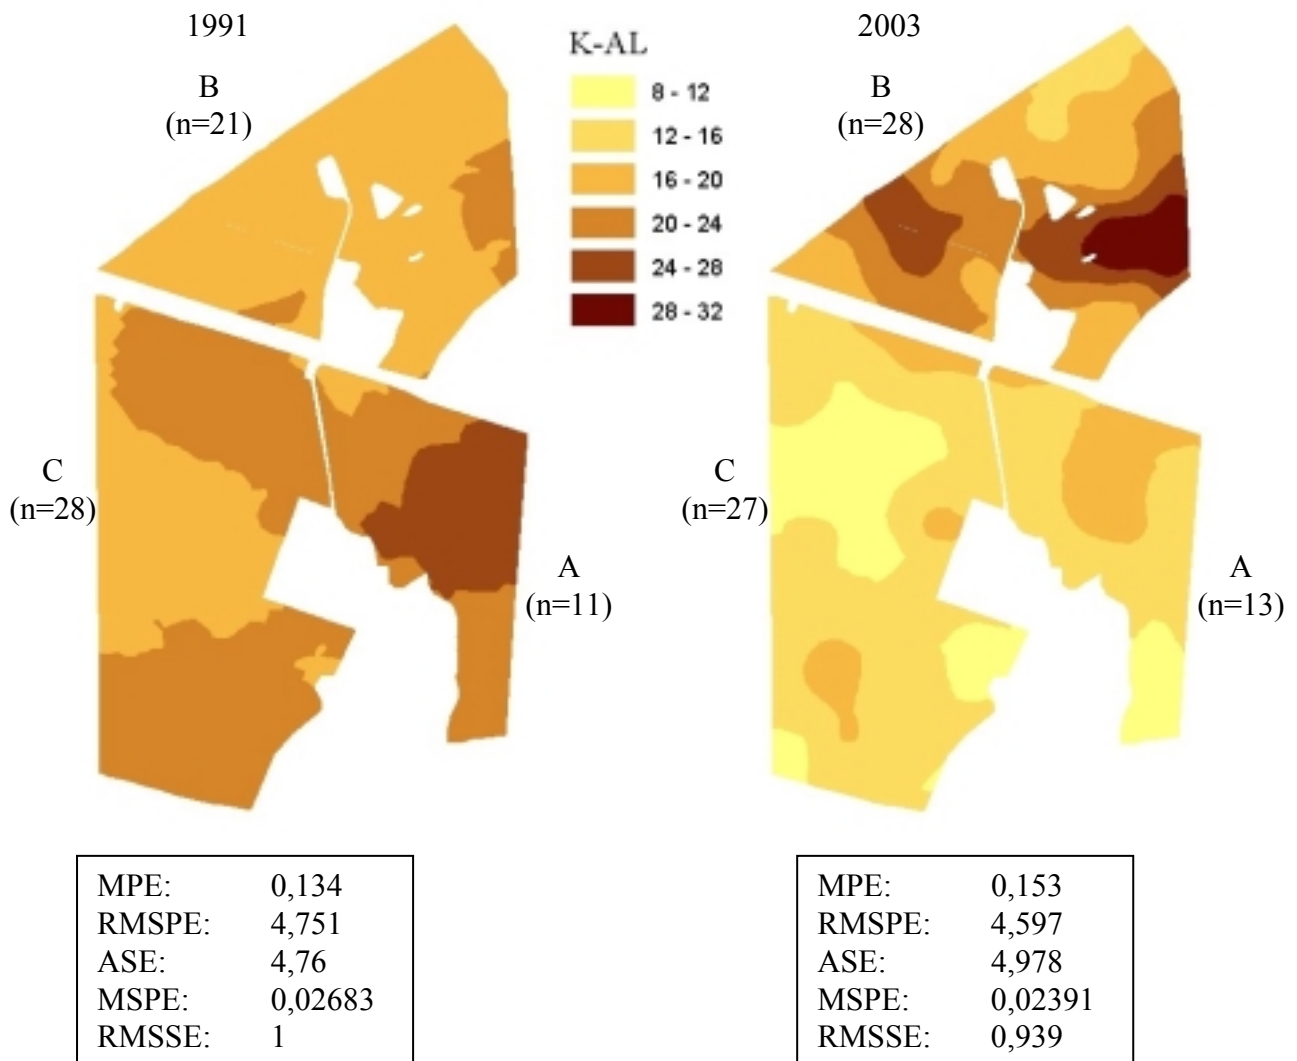 1991
B
(n=21)
K-AL
8 - 12
12 - 16
16 - 20
20 - 24
24 - 28
28 - 32
2003
B
(n=28)
C
(n=28)
A
(n=11)
C
(n=27)
A
(n=13)
MPE: 0,134
RMSPE: 4,751
ASE: 4,76
MSPE: 0,02683
RMSSE: 1
MPE: 0,153
RMSPE: 4,597
ASE: 4,978
MSPE: 0,02391
RMSSE: 0,939